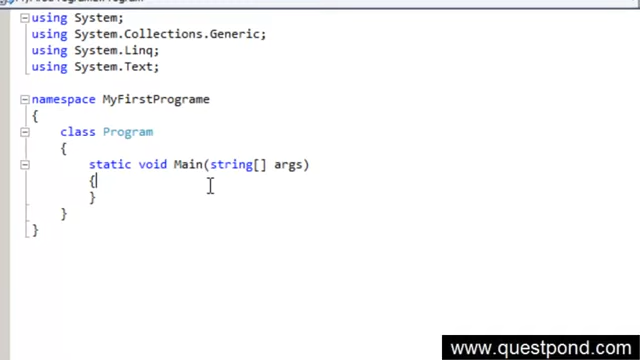 using System;
using System.Collections.Generic;
using System.Linq;
using System.Text;
namespace MyFirstPrograme
{
class Program
{
static void Main(string[] args)
{
}
}
}
www.questpond.com